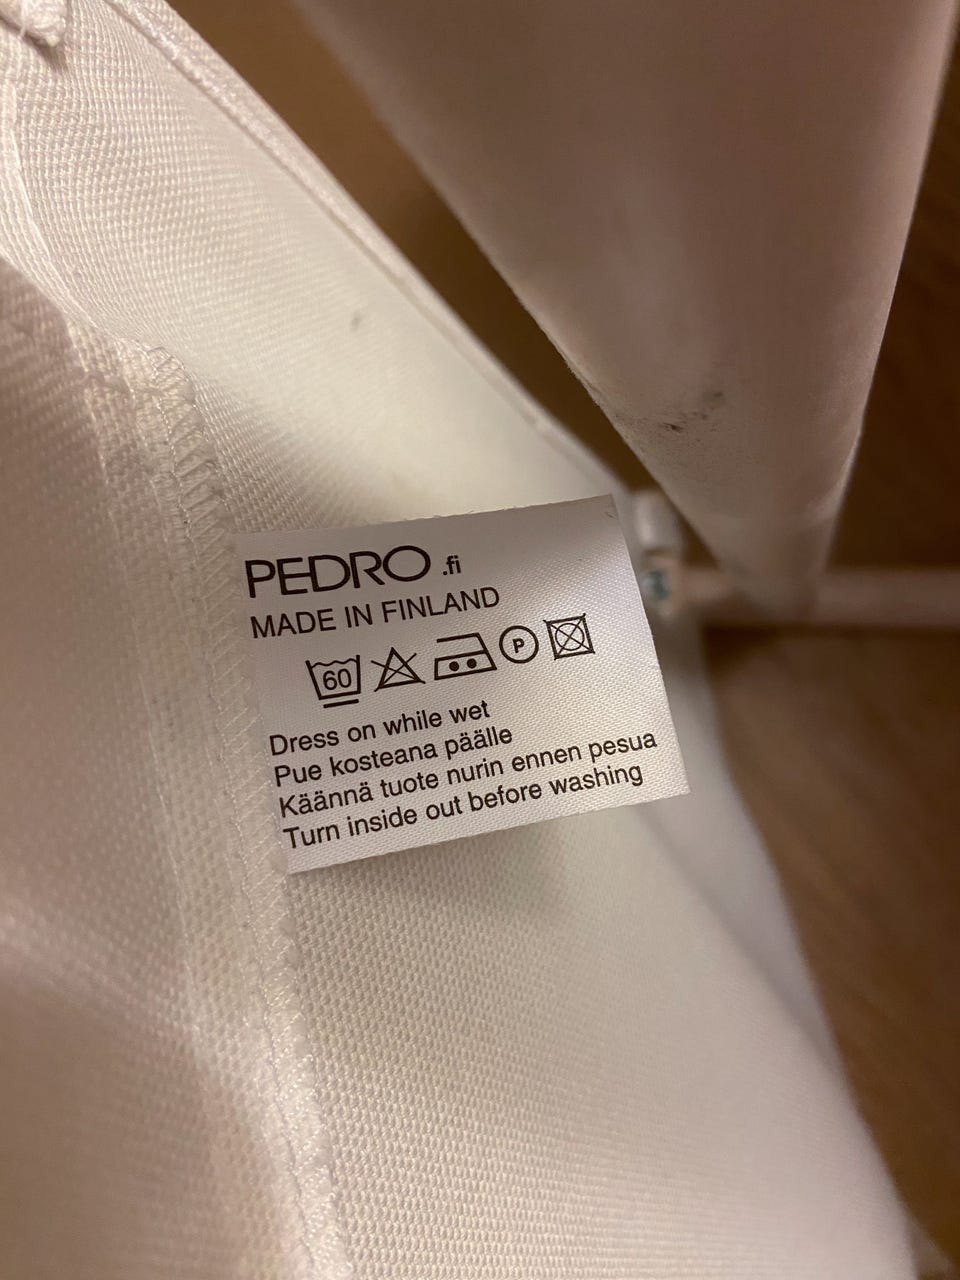 PEDRO .fi
MADE IN FINLAND
60 P
Dress on while wet
Pue kosteana päälle
Käännä tuote nurin ennen pesua
Turn inside out before washing